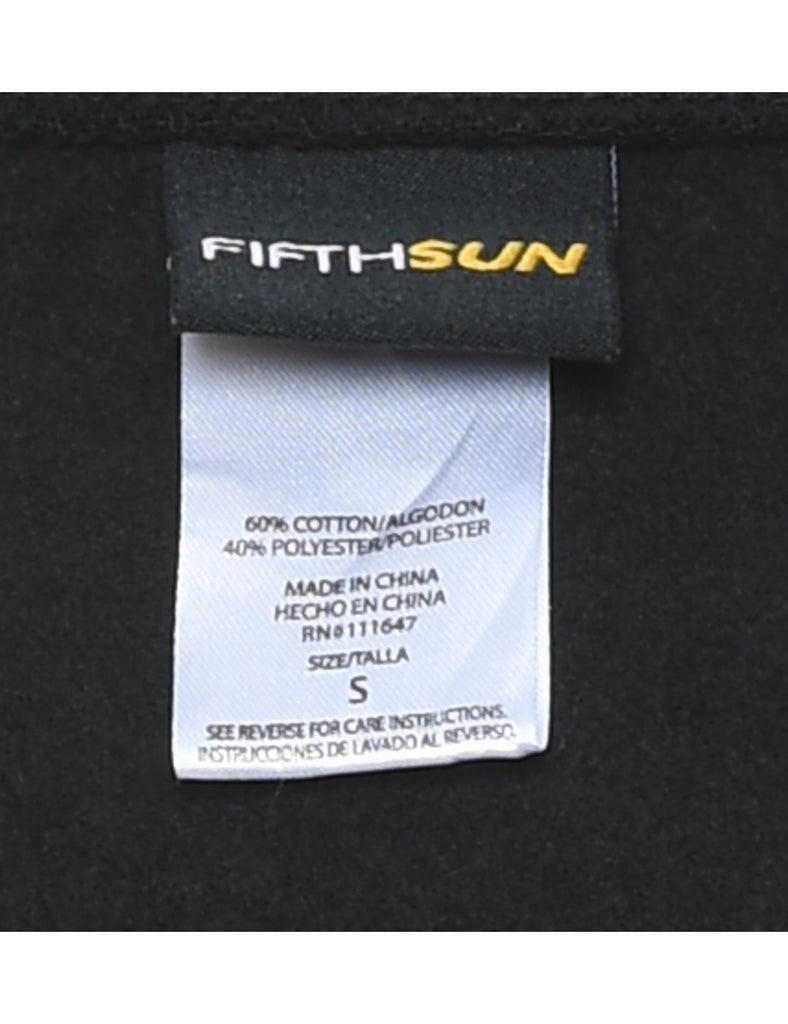 FIFTHSUN
60% COTTON/ALGODON
40% POLYESTER/POLIESTER
MADE IN CHINA
HECHO EN CHINA
RN#111647
SIZE/TALLA
S
SEE REVERSE FOR CARE INSTRUCTIONS.
INSTRUCCIONES DE LAVADO AL REVERSO.